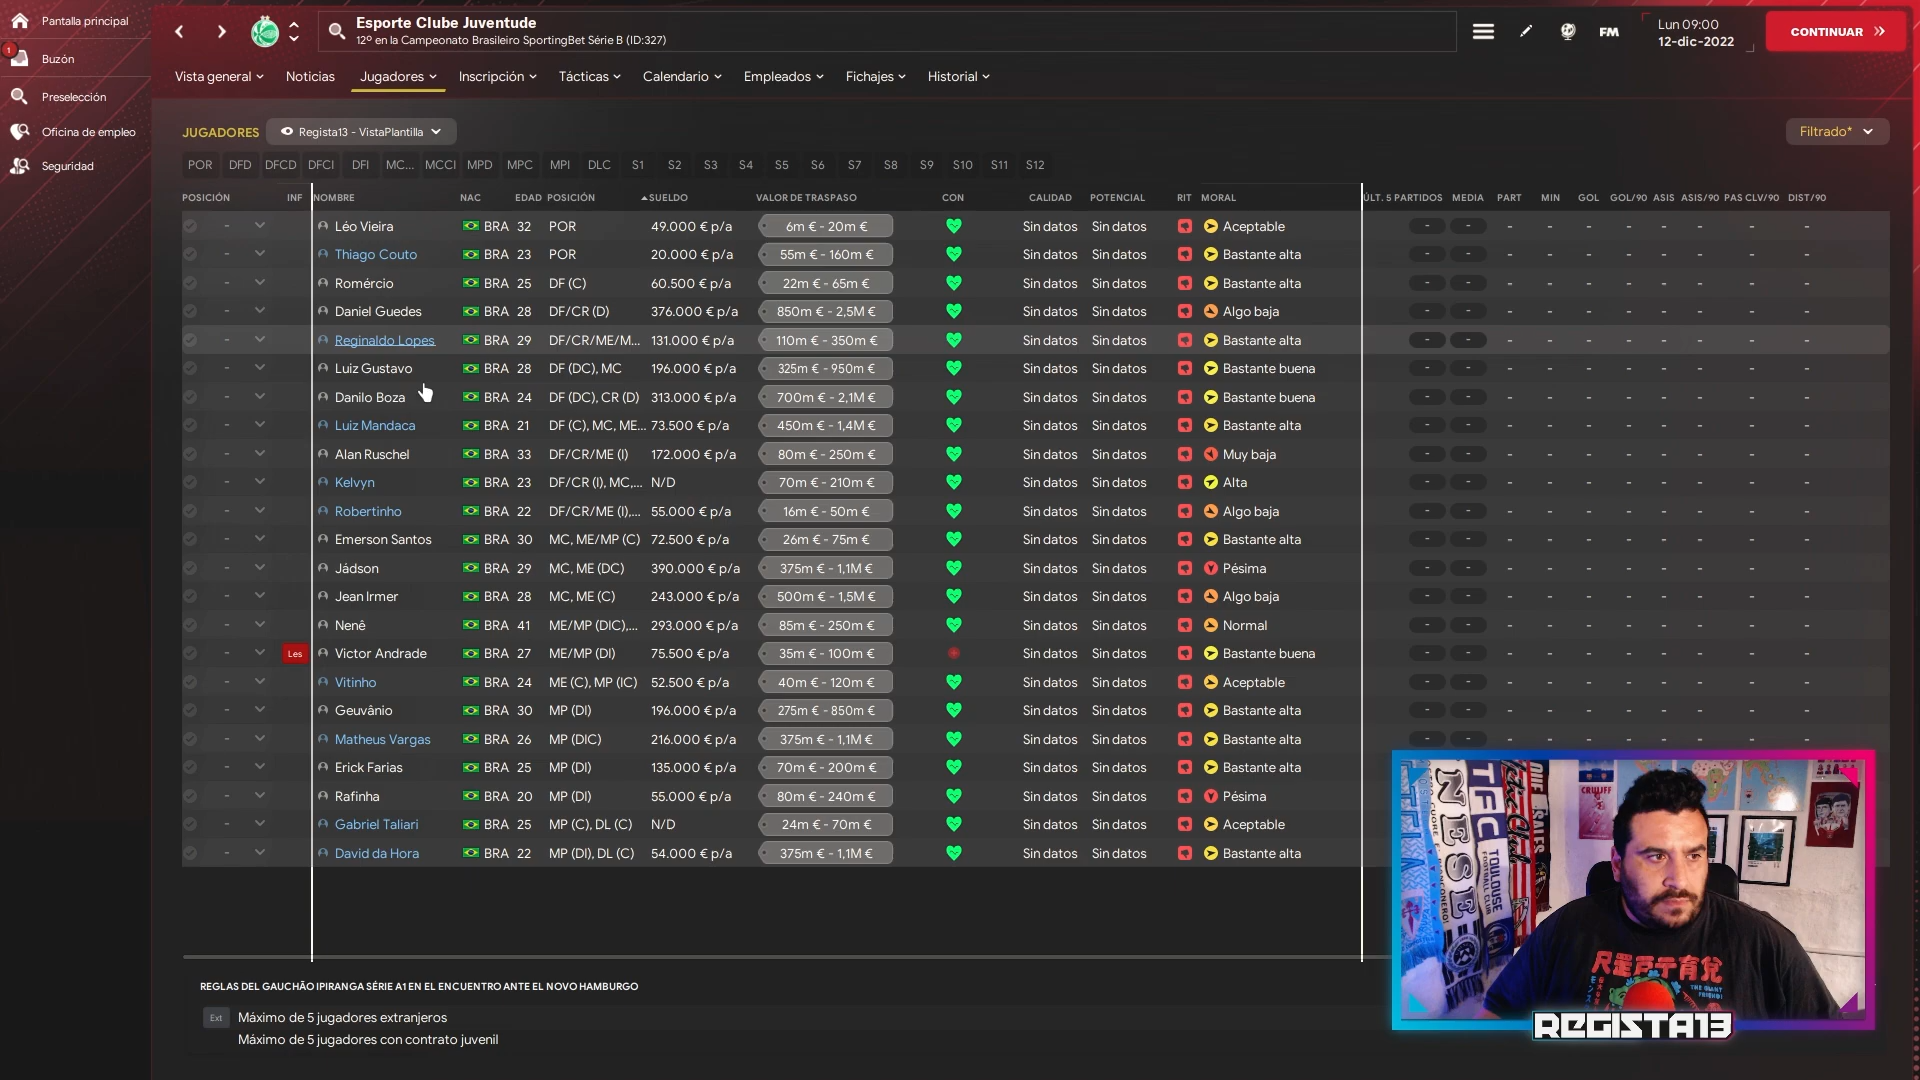 Pantalla principal
1
Buzón
Preselección
Oficina de empleo
Seguridad
Esporte Clube Juventude
12º en la Campeonato Brasileiro SportingBet Série B (ID:327)
FM
Lun 09:00
12-dic-2022
CONTINUAR
Vista general
Noticias
Jugadores
Inscripción
Tácticas
Calendario
Empleados
Fichajes
Historial
JUGADORES
Regista13 - VistaPlantilla
Filtrado*
POR DFD DFCD DFCI DFI MC... MCCI MPD MPC MPI DLC S1 S2 S3 S4 S5 S6 S7 S8 S9 S10 S11 S12
POSICIÓN INF NOMBRE NAC EDAD POSICIÓN SUELDO VALOR DE TRASPASO CON CALIDAD POTENCIAL RIT MORAL ÚLT. 5 PARTIDOS MEDIA PART MIN GOL GOL/90 ASIS ASIS/90 PAS CLV/90 DIST/90
- Léo Vieira BRA 32 POR 49.000 € p/a 6m € - 20m € Sin datos Sin datos Aceptable - - - - - - - - - -
- Thiago Couto BRA 23 POR 20.000 € p/a 55m € - 160m € Sin datos Sin datos Bastante alta - - - - - - - - - -
- Romércio BRA 25 DF (C) 60.500 € p/a 22m € - 65m € Sin datos Sin datos Bastante alta - - - - - - - - - -
- Daniel Guedes BRA 28 DF/CR (D) 376.000 € p/a 850m € - 2,5M € Sin datos Sin datos Algo baja - - - - - - - - - -
- Reginaldo Lopes BRA 29 DF/CR/ME/M... 131.000 € p/a 110m € - 350m € Sin datos Sin datos Bastante alta - - - - - - - - - -
- Luiz Gustavo BRA 28 DF (DC), MC 196.000 € p/a 325m € - 950m € Sin datos Sin datos Bastante buena - - - - - - - - - -
- Danilo Boza BRA 24 DF (DC), CR (D) 313.000 € p/a 700m € - 2,1M € Sin datos Sin datos Bastante buena - - - - - - - - - -
- Luiz Mandaca BRA 21 DF (C), MC, ME... 73.500 € p/a 450m € - 1,4M € Sin datos Sin datos Bastante alta - - - - - - - - - -
- Alan Ruschel BRA 33 DF/CR/ME (I) 172.000 € p/a 80m € - 250m € Sin datos Sin datos Muy baja - - - - - - - - - -
- Kelvyn BRA 23 DF/CR (I), MC,... N/D 70m € - 210m € Sin datos Sin datos Alta - - - - - - - - - -
- Robertinho BRA 22 DF/CR/ME (I),... 55.000 € p/a 16m € - 50m € Sin datos Sin datos Algo baja - - - - - - - - - -
- Emerson Santos BRA 30 MC, ME/MP (C) 72.500 € p/a 26m € - 75m € Sin datos Sin datos Bastante alta - - - - - - - - - -
- Jádson BRA 29 MC, ME (DC) 390.000 € p/a 375m € - 1,1M € Sin datos Sin datos Pésima - - - - - - - - - -
- Jean Irmer BRA 28 MC, ME (C) 243.000 € p/a 500m € - 1,5M € Sin datos Sin datos Algo baja - - - - - - - - - -
- Nenê BRA 41 ME/MP (DIC),... 293.000 € p/a 85m € - 250m € Sin datos Sin datos Normal - - - - - - - - - -
- Les Victor Andrade BRA 27 ME/MP (DI) 75.500 € p/a 35m € - 100m € Sin datos Sin datos Bastante buena - - - - - - - - - -
- Vitinho BRA 24 ME (C), MP (IC) 52.500 € p/a 40m € - 120m € Sin datos Sin datos Aceptable - - - - - - - - - -
- Geuvânio BRA 30 MP (DI) 196.000 € p/a 275m € - 850m € Sin datos Sin datos Bastante alta - - - - - - - - - -
- Matheus Vargas BRA 26 MP (DIC) 216.000 € p/a 375m € - 1,1M € Sin datos Sin datos Bastante alta - - - - - - - - - -
- Erick Farias BRA 25 MP (DI) 135.000 € p/a 70m € - 200m € Sin datos Sin datos Bastante alta
- Rafinha BRA 20 MP (DI) 55.000 € p/a 80m € - 240m € Sin datos Sin datos Pésima
- Gabriel Taliari BRA 25 MP (C), DL (C) N/D 24m € - 70m € Sin datos Sin datos Aceptable
- David da Hora BRA 22 MP (DI), DL (C) 54.000 € p/a 375m € - 1,1M € Sin datos Sin datos Bastante alta
REGLAS DEL GAUCHÃO IPIRANGA SÉRIE A1 EN EL ENCUENTRO ANTE EL NOVO HAMBURGO
Ext Máximo de 5 jugadores extranjeros
Máximo de 5 jugadores con contrato juvenil
CRUIJFF
TFC TOULOUSE
REGISTA13